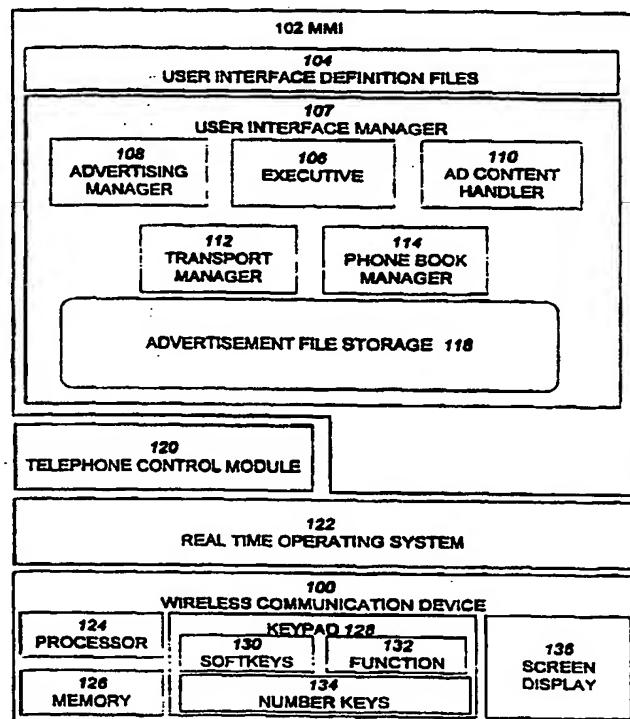 102 MMI
104
USER INTERFACE DEFINITION FILES
107
USER INTERFACE MANAGER
108
ADVERTISING
MANAGER
106
EXECUTIVE
110
AD CONTENT
HANDLER
112
TRANSPORT
MANAGER
114
PHONE BOOK
MANAGER
ADVERTISEMENT FILE STORAGE 118
120
TELEPHONE CONTROL MODULE
122
REAL TIME OPERATING SYSTEM
100
WIRELESS COMMUNICATION DEVICE
124
PROCESSOR
126
MEMORY
KEYPAD 128
130
SOFTKEYS
132
FUNCTION
134
NUMBER KEYS
136
SCREEN
DISPLAY